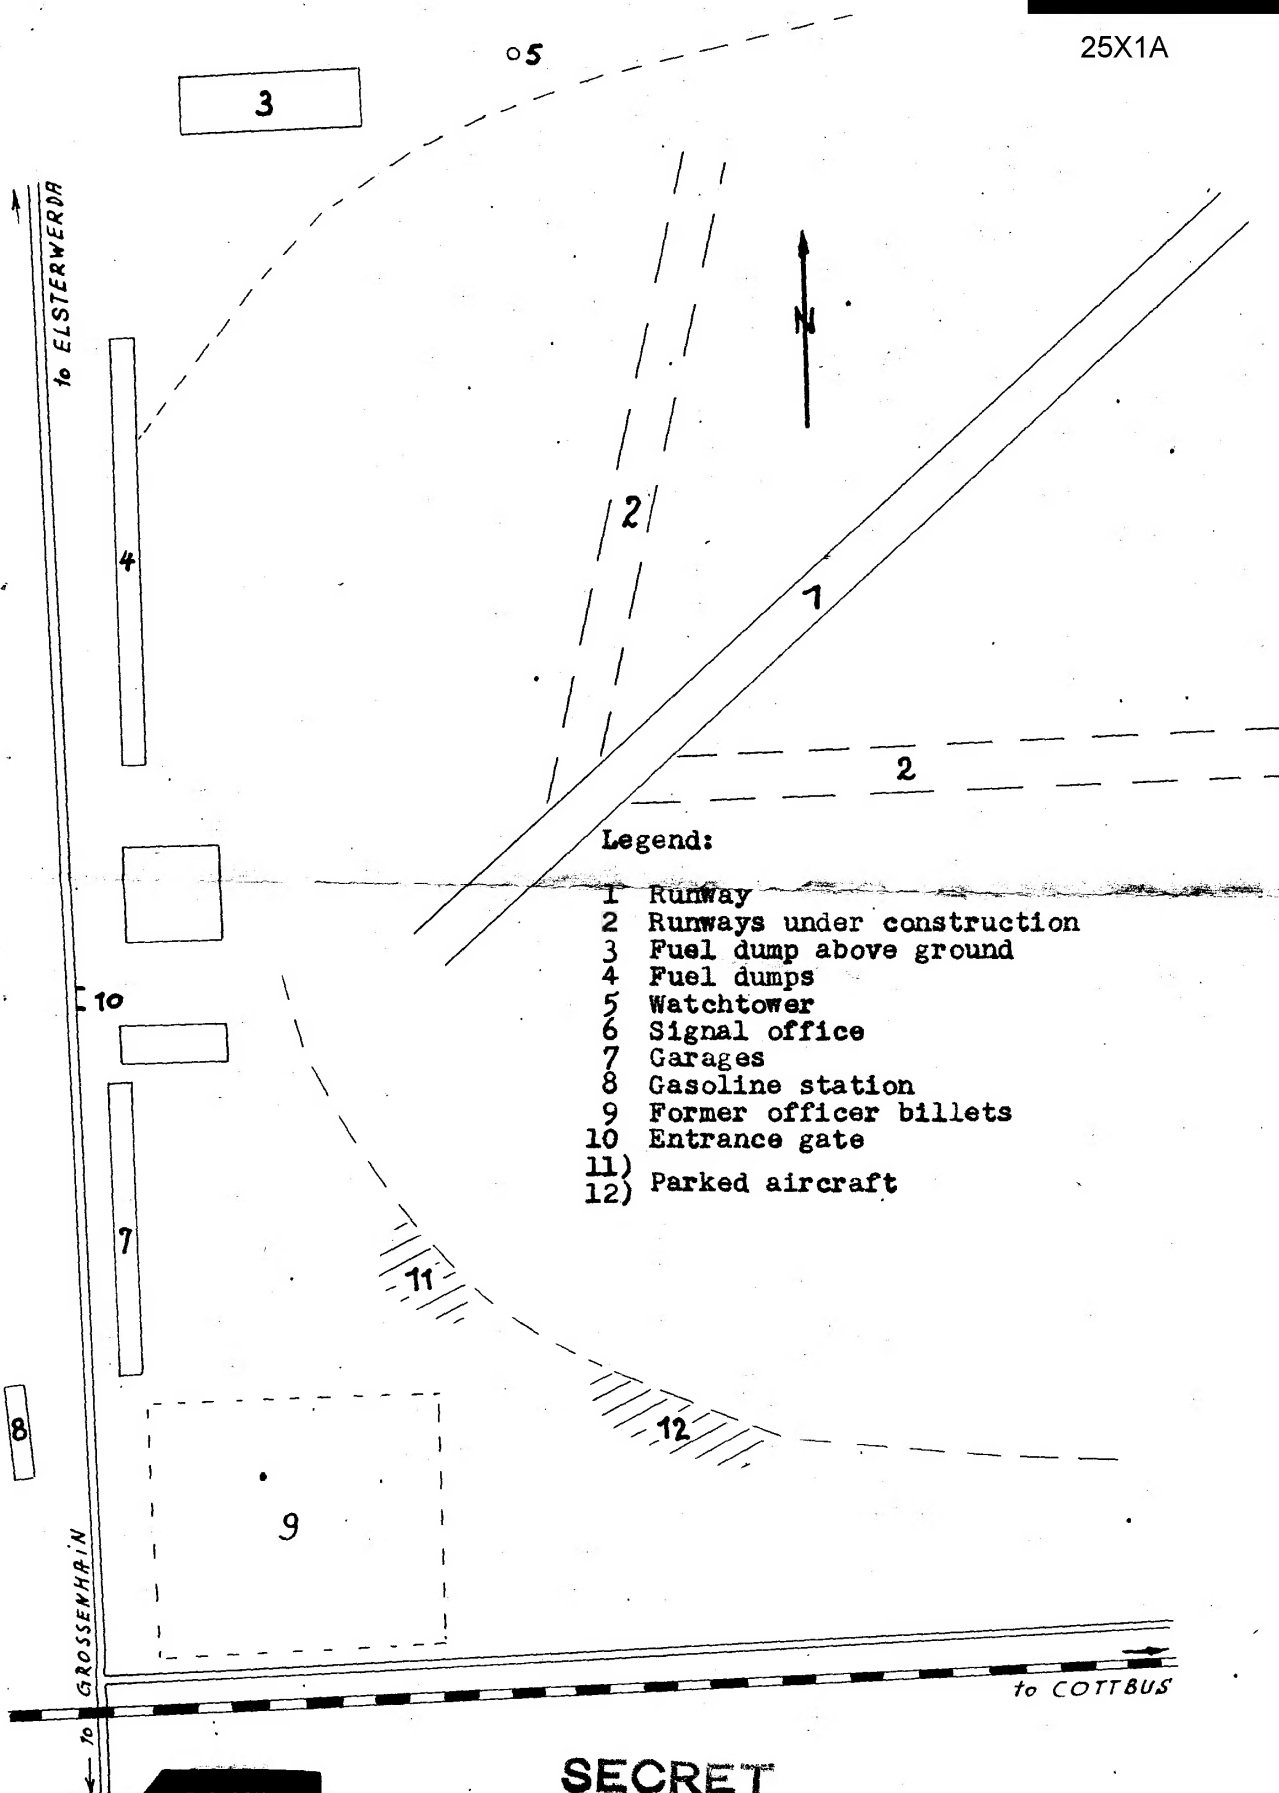 25X1A
5
3
to ELSTERWERDA
N
2
4
1
2
Legend:
1 Runway
2 Runways under construction
3 Fuel dump above ground
4 Fuel dumps
5 Watchtower
6 Signal office
7 Garages
8 Gasoline station
9 Former officer billets
10 Entrance gate
11)
12) Parked aircraft
10
7
11
12
8
9
to GROSSENHAIN
to COTTBUS
SECRET